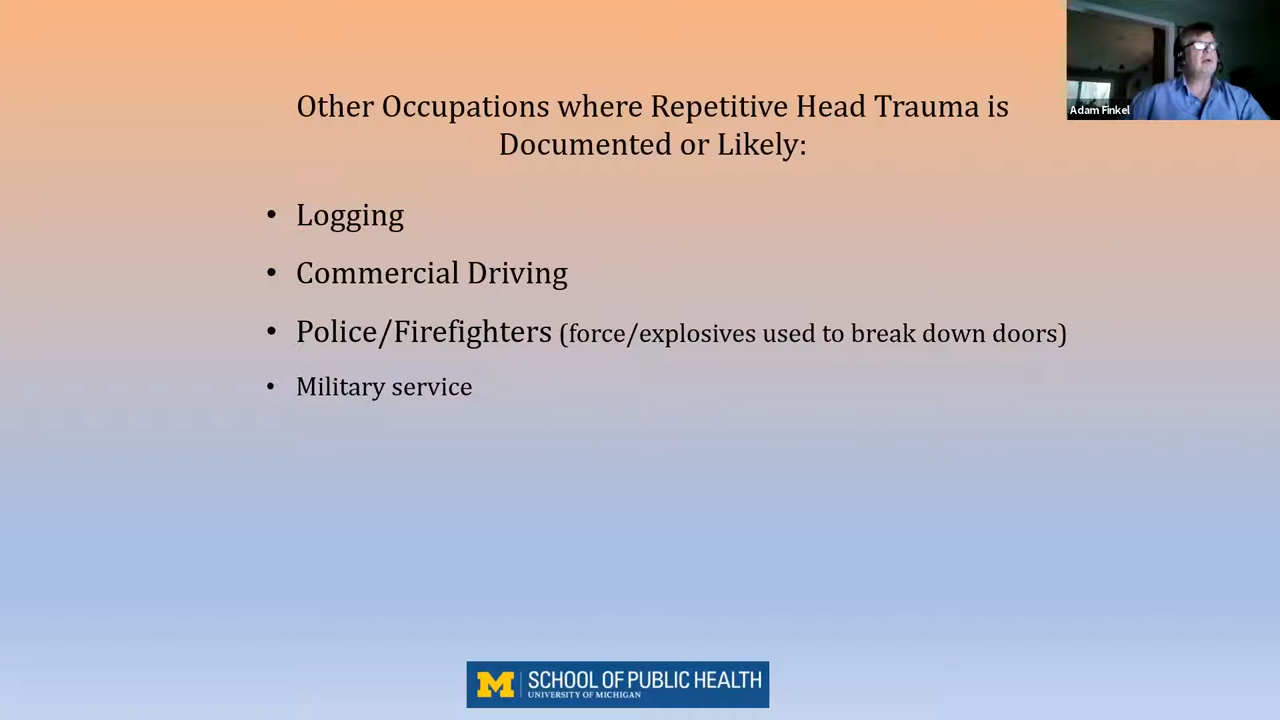 Adam Finkel
Other Occupations where Repetitive Head Trauma is
Documented or Likely:
• Logging
• Commercial Driving
• Police/Firefighters (force/explosives used to break down doors)
• Military service
M SCHOOL OF PUBLIC HEALTH
UNIVERSITY OF MICHIGAN